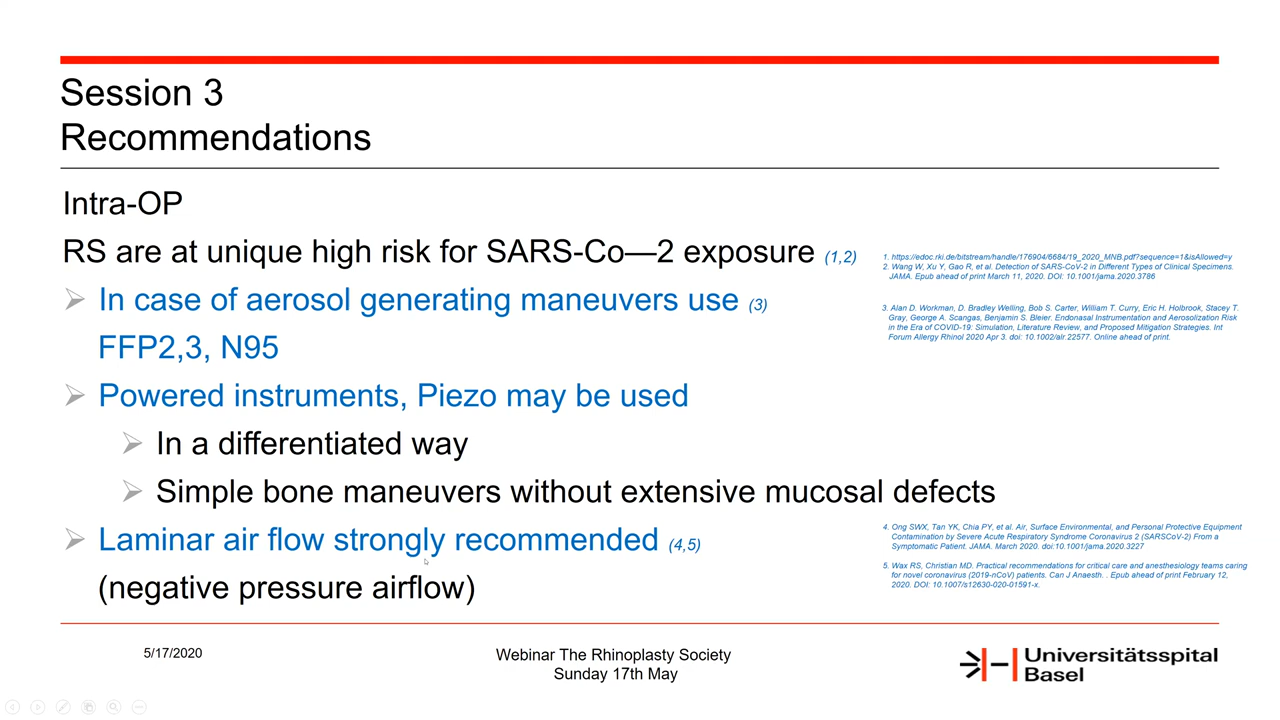 Session 3
Recommendations
Intra-OP
RS are at unique high risk for SARS-Co—2 exposure (1,2)
In case of aerosol generating maneuvers use (3)
FFP2,3, N95
Powered instruments, Piezo may be used
In a differentiated way
Simple bone maneuvers without extensive mucosal defects
Laminar air flow strongly recommended (4,5)
(negative pressure airflow)
1. https://edoc.rki.de/bitstream/handle/176904/6684/19_2020_MNB.pdf?sequence=1&isAllowed=y
2. Wang W, Xu Y, Gao R, et al. Detection of SARS-CoV-2 in Different Types of Clinical Specimens.
JAMA. Epub ahead of print March 11, 2020. DOI: 10.1001/jama.2020.3786
3. Alan D. Workman, D. Bradley Welling, Bob S. Carter, William T. Curry, Eric H. Holbrook, Stacey T.
Gray, George A. Scangas, Benjamin S. Bleier. Endonasal Instrumentation and Aerosolization Risk
in the Era of COVID-19: Simulation, Literature Review, and Proposed Mitigation Strategies. Int
Forum Allergy Rhinol 2020 Apr 3. doi: 10.1002/alr.22577. Online ahead of print.
4. Ong SWX, Tan YK, Chia PY, et al. Air, Surface Environmental, and Personal Protective Equipment
Contamination by Severe Acute Respiratory Syndrome Coronavirus 2 (SARSCoV-2) From a
Symptomatic Patient. JAMA. March 2020. doi:10.1001/jama.2020.3227
5. Wax RS, Christian MD. Practical recommendations for critical care and anesthesiology teams caring
for novel coronavirus (2019-nCoV) patients. Can J Anaesth. . Epub ahead of print February 12,
2020. DOI: 10.1007/s12630-020-01591-x.
5/17/2020
Webinar The Rhinoplasty Society
Sunday 17th May
Universitätsspital
Basel